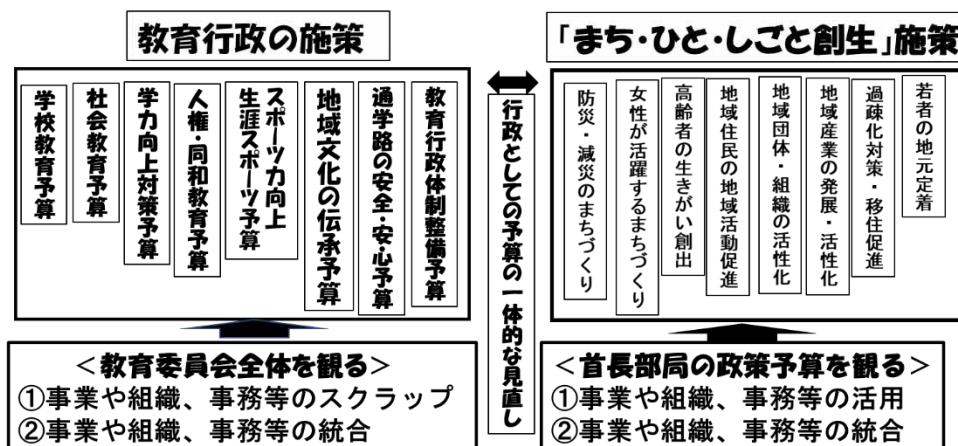 教育行政の施策
学校教育予算
社会教育予算
学力向上対策予算
人権・同和教育予算
スポーツ力向上
生涯スポーツ予算
地域文化の伝承予算
通学路の安全・安心予算
教育行政体制整備予算
＜教育委員会全体を観る＞
①事業や組織、事務等のスクラップ
②事業や組織、事務等の統合
行政としての予算の一体的な見直し
「まち・ひと・しごと創生」施策
防災・減災のまちづくり
女性が活躍するまちづくり
高齢者の生きがい創出
地域住民の地域活動促進
地域団体・組織の活性化
地域産業の発展・活性化
過疎化対策・移住促進
若者の地元定着
＜首長部局の政策予算を観る＞
①事業や組織、事務等の活用
②事業や組織、事務等の統合